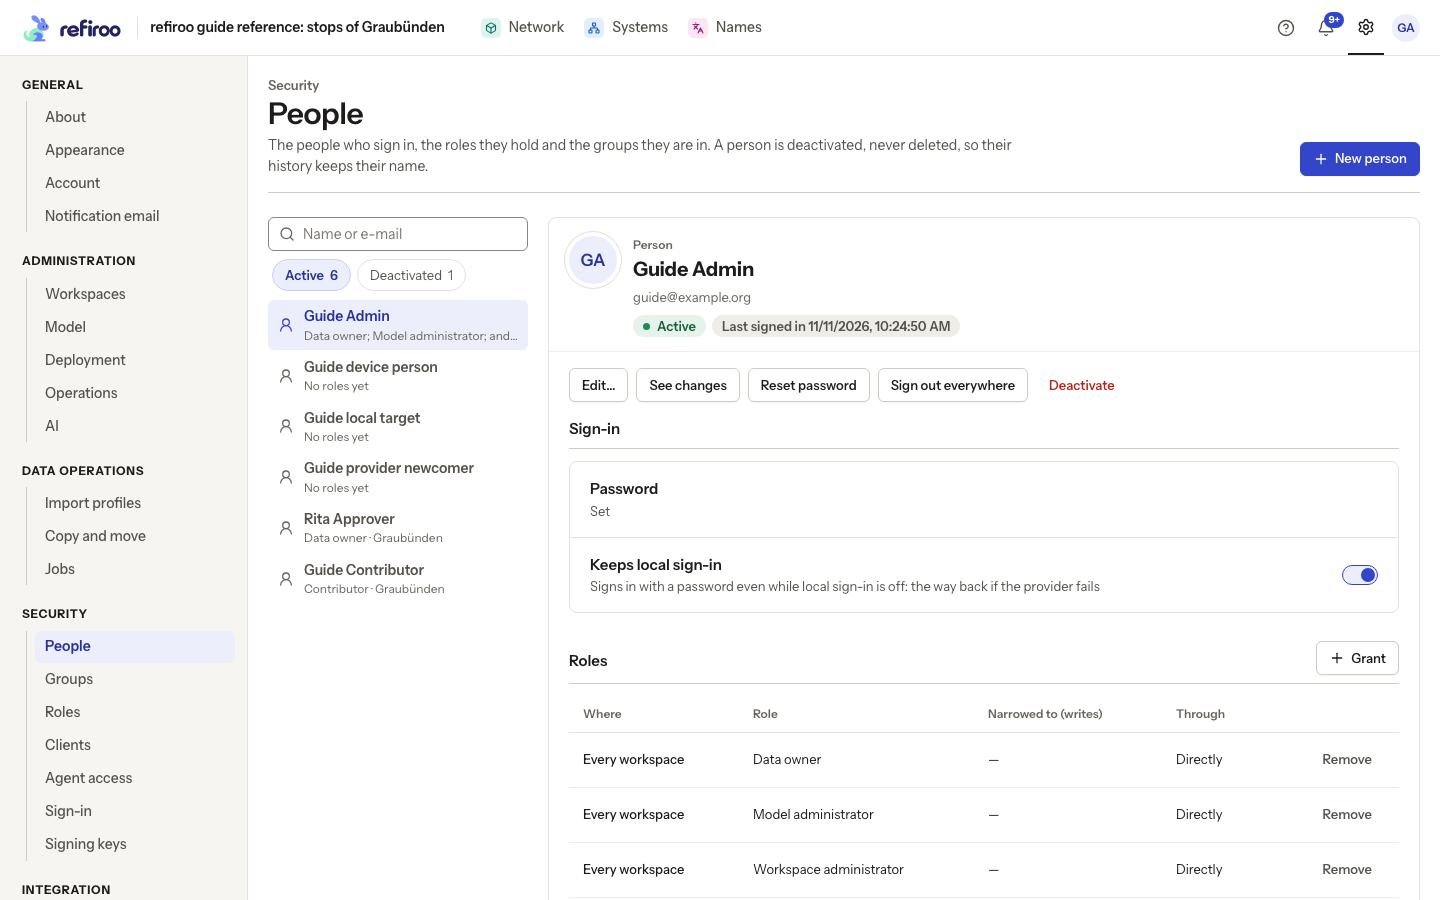 refiroo
refiroo guide reference: stops of Graubünden
Network
Systems
Names
9+
GA
GENERAL
About
Appearance
Account
Notification email
ADMINISTRATION
Workspaces
Model
Deployment
Operations
AI
DATA OPERATIONS
Import profiles
Copy and move
Jobs
SECURITY
People
Groups
Roles
Clients
Agent access
Sign-in
Signing keys
INTEGRATION
Security
People
The people who sign in, the roles they hold and the groups they are in. A person is deactivated, never deleted, so their
history keeps their name.
New person
Name or e-mail
Active 6
Deactivated 1
Guide Admin
Data owner; Model administrator; and...
Guide device person
No roles yet
Guide local target
No roles yet
Guide provider newcomer
No roles yet
Rita Approver
Data owner · Graubünden
Guide Contributor
Contributor · Graubünden
GA
Person
Guide Admin
guide@example.org
Active
Last signed in 11/11/2026, 10:24:50 AM
Edit...
See changes
Reset password
Sign out everywhere
Deactivate
Sign-in
Password
Set
Keeps local sign-in
Signs in with a password even while local sign-in is off: the way back if the provider fails
Roles
Grant
Where Role Narrowed to (writes) Through
Every workspace Data owner — Directly Remove
Every workspace Model administrator — Directly Remove
Every workspace Workspace administrator — Directly Remove